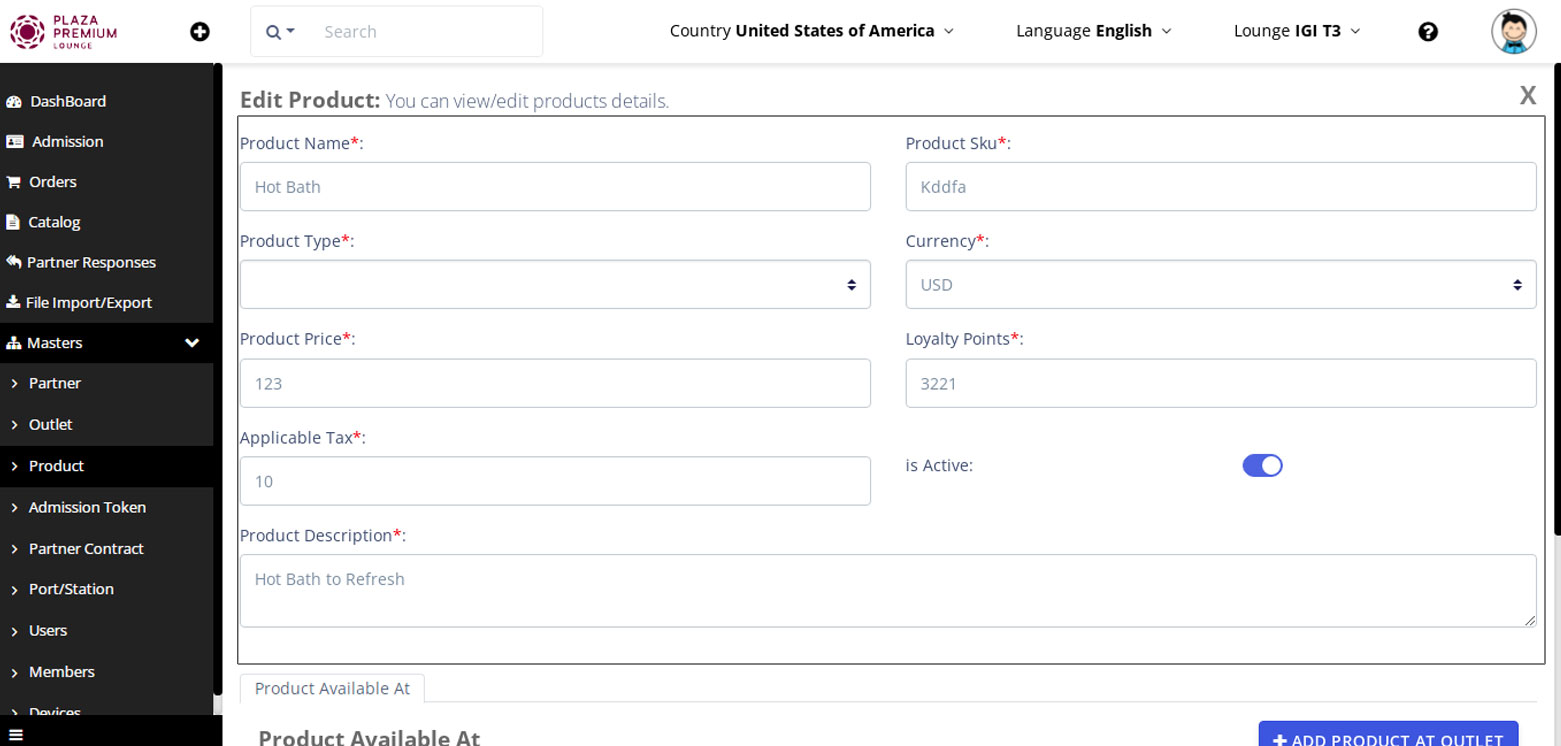 PLAZA
PREMIUM
LOUNGE
Search
Country United States of America
Language English
Lounge IGI T3
DashBoard
Admission
Orders
Catalog
Partner Responses
File Import/Export
Masters
Partner
Outlet
Product
Admission Token
Partner Contract
Port/Station
Users
Members
Devices
Edit Product: You can view/edit products details.
X
Product Name*:
Hot Bath
Product Sku*:
Kddfa
Product Type*:
Currency*:
USD
Product Price*:
123
Loyalty Points*:
3221
Applicable Tax*:
10
is Active:
Product Description*:
Hot Bath to Refresh
Product Available At
Product Available At
ADD PRODUCT AT OUTLET